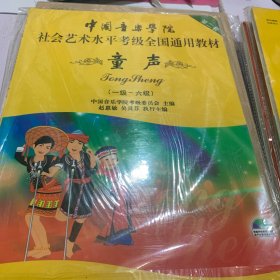 中国音乐学院
社会艺术水平考级全国通用教材
童声
TongSheng
(一级~六级)
中国音乐学院考级委员会 主编